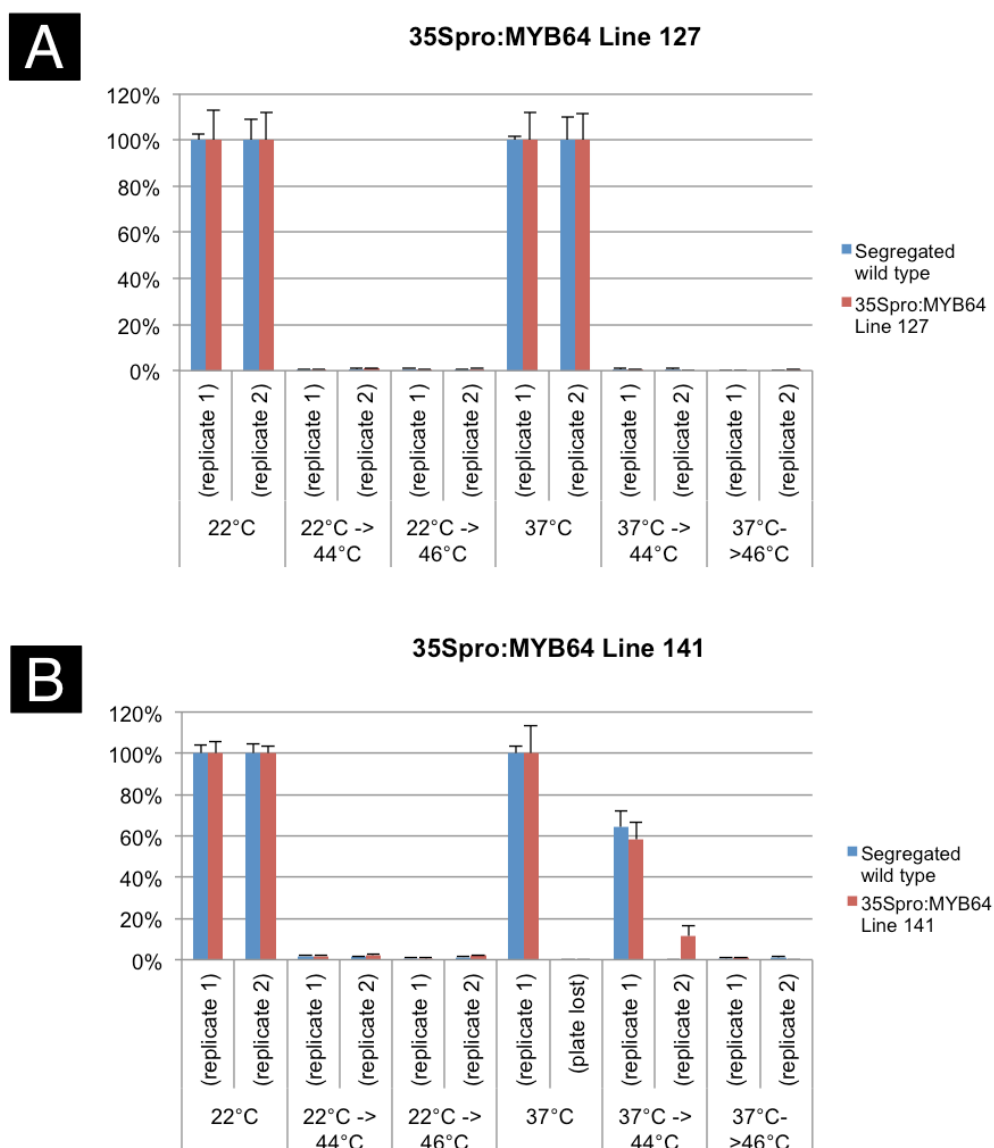 A
35Spro:MYB64 Line 127
120%
100%
80%
60%
40%
20%
0%
(replicate 1)
(replicate 2)
(replicate 1)
(replicate 2)
(replicate 1)
(replicate 2)
(replicate 1)
(replicate 2)
(replicate 1)
(replicate 2)
(replicate 1)
(replicate 2)
22°C
22°C ->
44°C
22°C ->
46°C
37°C
37°C ->
44°C
37°C-
>46°C
Segregated
wild type
35Spro:MYB64
Line 127
B
35Spro:MYB64 Line 141
120%
100%
80%
60%
40%
20%
0%
(replicate 1)
(replicate 2)
(replicate 1)
(replicate 2)
(replicate 1)
(replicate 2)
(replicate 1)
(plate lost)
(replicate 1)
(replicate 2)
(replicate 1)
(replicate 2)
22°C
22°C ->
44°C
22°C ->
46°C
37°C
37°C ->
44°C
37°C-
>46°C
Segregated
wild type
35Spro:MYB64
Line 141